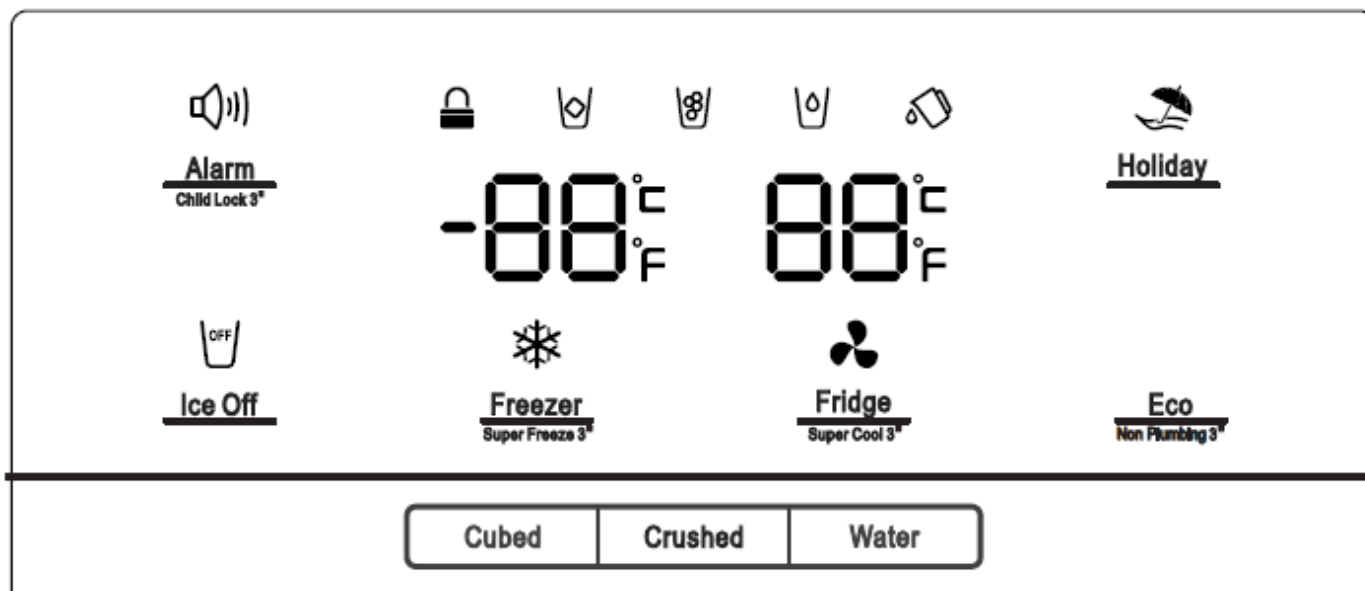 Alarm
Child Lock 3"
Holiday
-88 °C °F
88 °C °F
OFF
Ice Off
Freezer
Super Freeze 3"
Fridge
Super Cool 3"
Eco
Non Plumbing 3"
Cubed
Crushed
Water